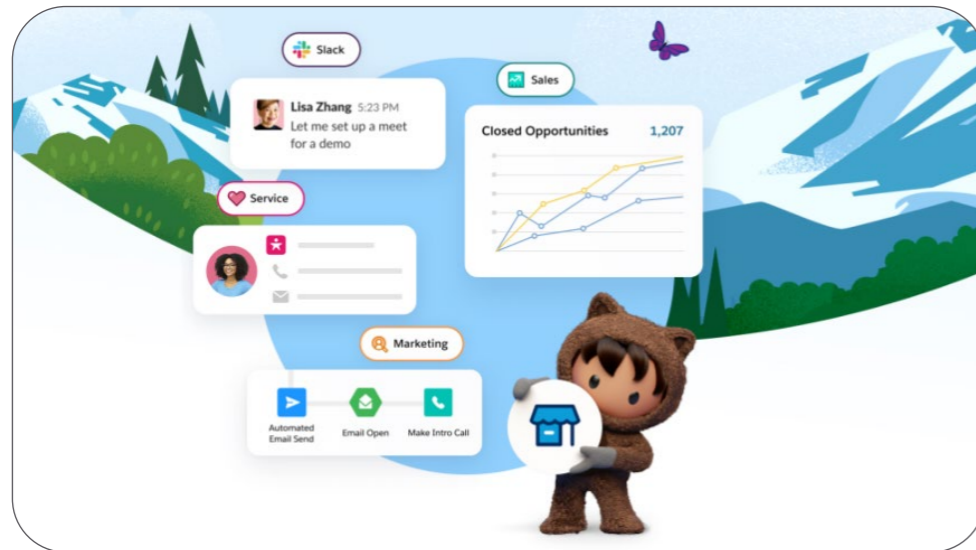 Slack
Lisa Zhang 5:23 PM
Let me set up a meet
for a demo
Sales
Closed Opportunities 1,207
Service
Marketing
Automated
Email Send
Email Open
Make Intro Call